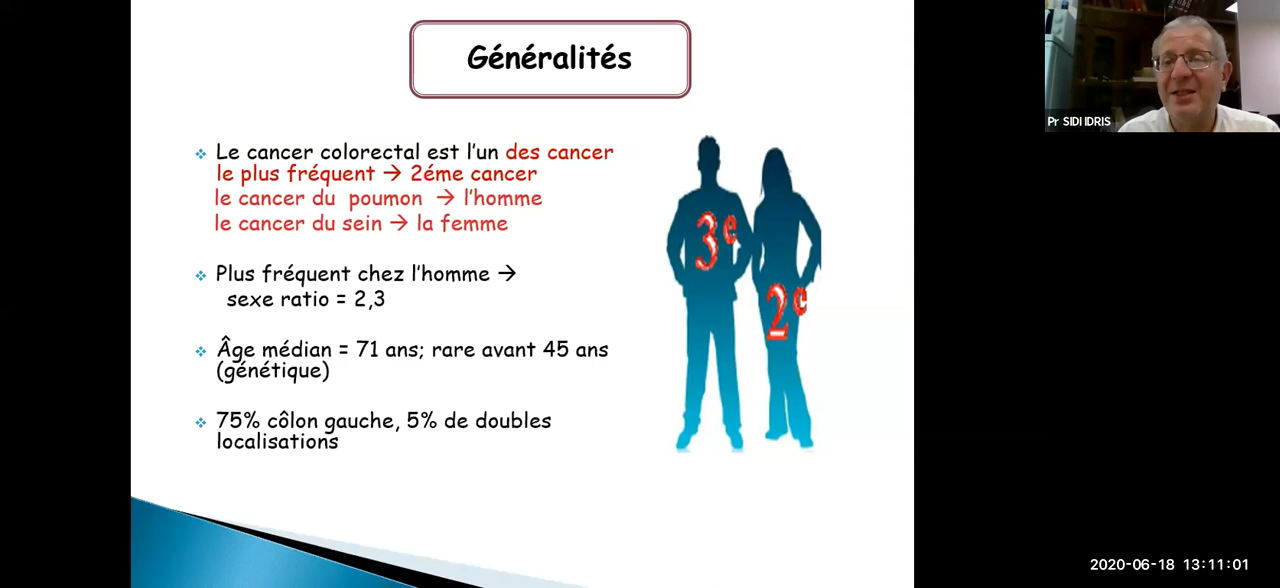 Généralités
Le cancer colorectal est l'un des cancer
le plus fréquent → 2éme cancer
le cancer du poumon → l'homme
le cancer du sein → la femme
Plus fréquent chez l'homme →
sexe ratio = 2,3
Âge médian = 71 ans; rare avant 45 ans
(génétique)
75% côlon gauche, 5% de doubles
localisations
3e
2e
Pr SIDI IDRIS
2020-06-18 13:11:01